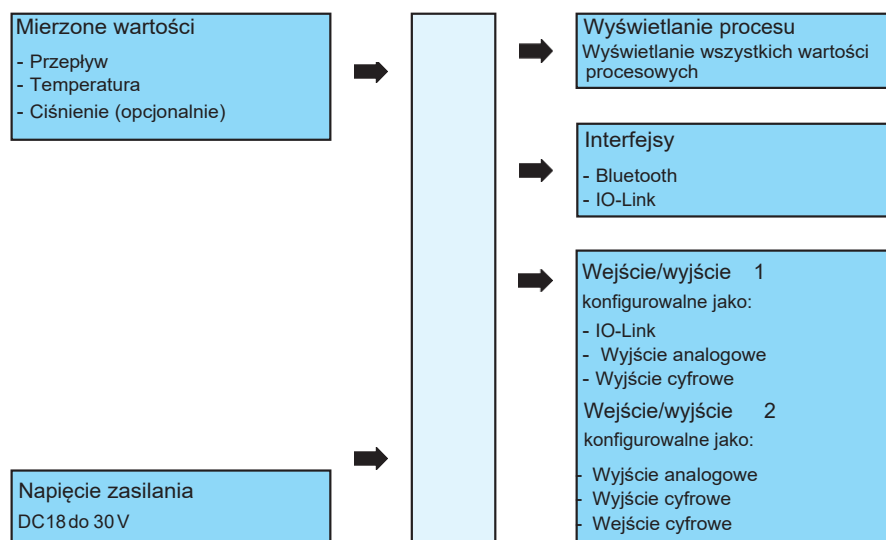 Mierzone wartości
- Przepływ
- Temperatura
- Ciśnienie (opcjonalnie)
Napięcie zasilania
DC18 do 30 V
Wyświetlanie procesu
Wyświetlanie wszystkich wartości
procesowych
Interfejsy
- Bluetooth
- IO-Link
Wejście/wyjście 1
konfigurowalne jako:
- IO-Link
- Wyjście analogowe
- Wyjście cyfrowe
Wejście/wyjście 2
konfigurowalne jako:
- Wyjście analogowe
- Wyjście cyfrowe
- Wejście cyfrowe